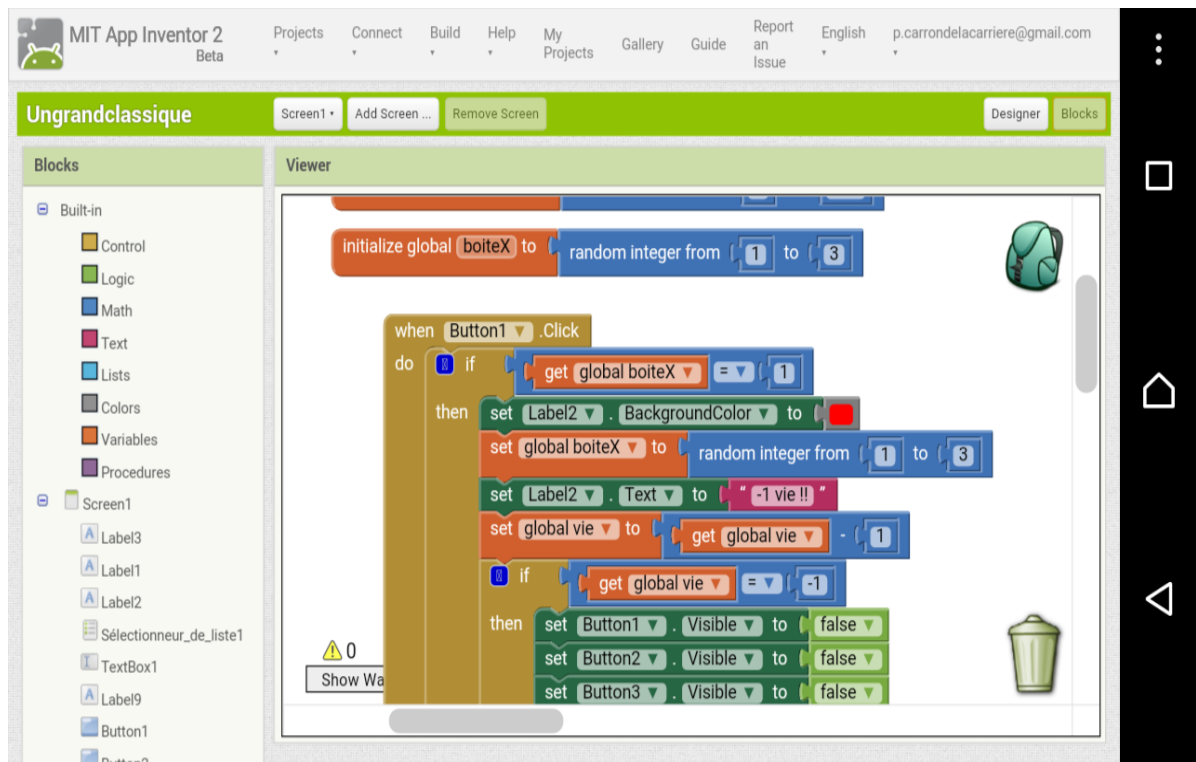 MIT App Inventor 2
Beta
Projects
Connect
Build
Help
My
Projects
Gallery
Guide
Report
an
Issue
English
p.carrondelacarriere@gmail.com
Ungrandclassique
Screen1
Add Screen ...
Remove Screen
Designer
Blocks
Blocks
Viewer
Built-in
Control
Logic
Math
Text
Lists
Colors
Variables
Procedures
Screen1
Label3
Label1
Label2
Sélectionneur_de_liste1
TextBox1
Label9
Button1
initialize global boiteX to random integer from 1 to 3
when Button1 .Click
do if get global boiteX = 1
then set Label2 . BackgroundColor to
set global boiteX to random integer from 1 to 3
set Label2 . Text to " -1 vie !! "
set global vie to get global vie - 1
if get global vie = -1
then set Button1 . Visible to false
set Button2 . Visible to false
set Button3 . Visible to false
0
Show Wa